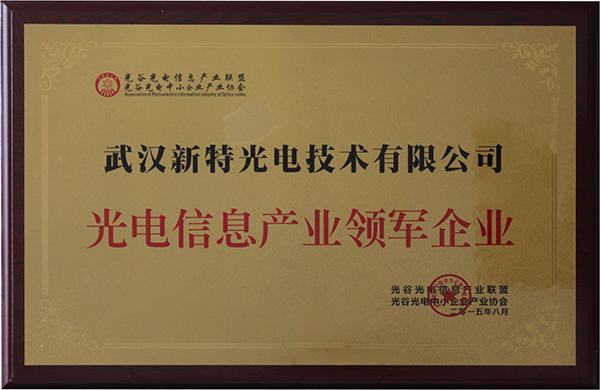 光谷光电信息产业联盟
光谷光电中小企业产业协会
Association of Photoelectric Information Industry of Optics valley
武汉新特光电技术有限公司
光电信息产业领军企业
光谷光电信息产业联盟
光谷光电中小企业产业协会
二零一五年八月